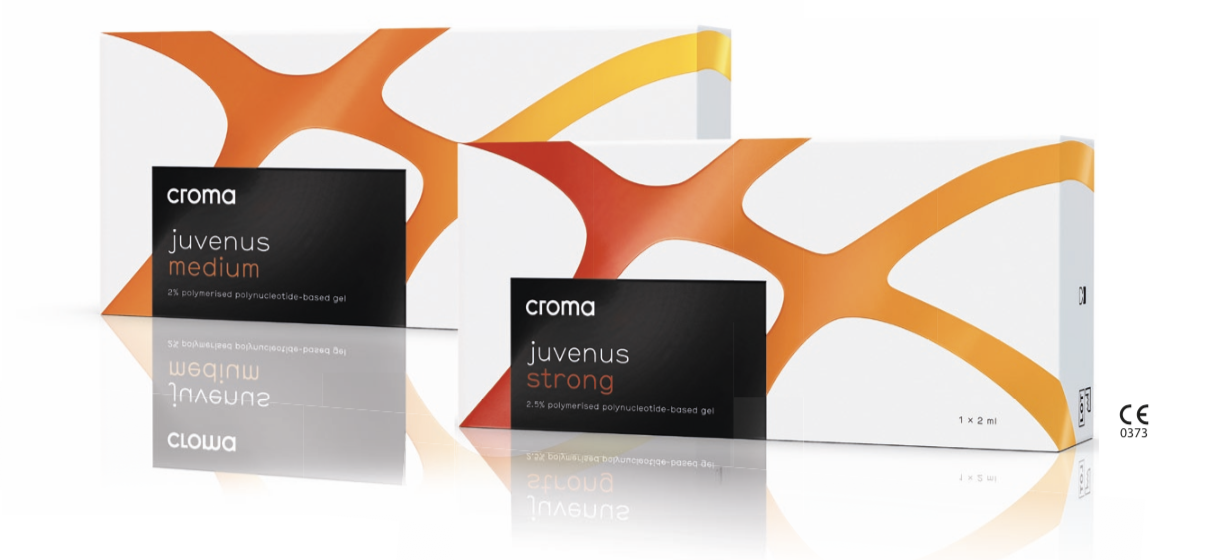 croma
juvenus
medium
2% polymerised polynucleotide-based gel
croma
juvenus
strong
2.5% polymerised polynucleotide-based gel
1 x 2 ml
LOT
CE
0373